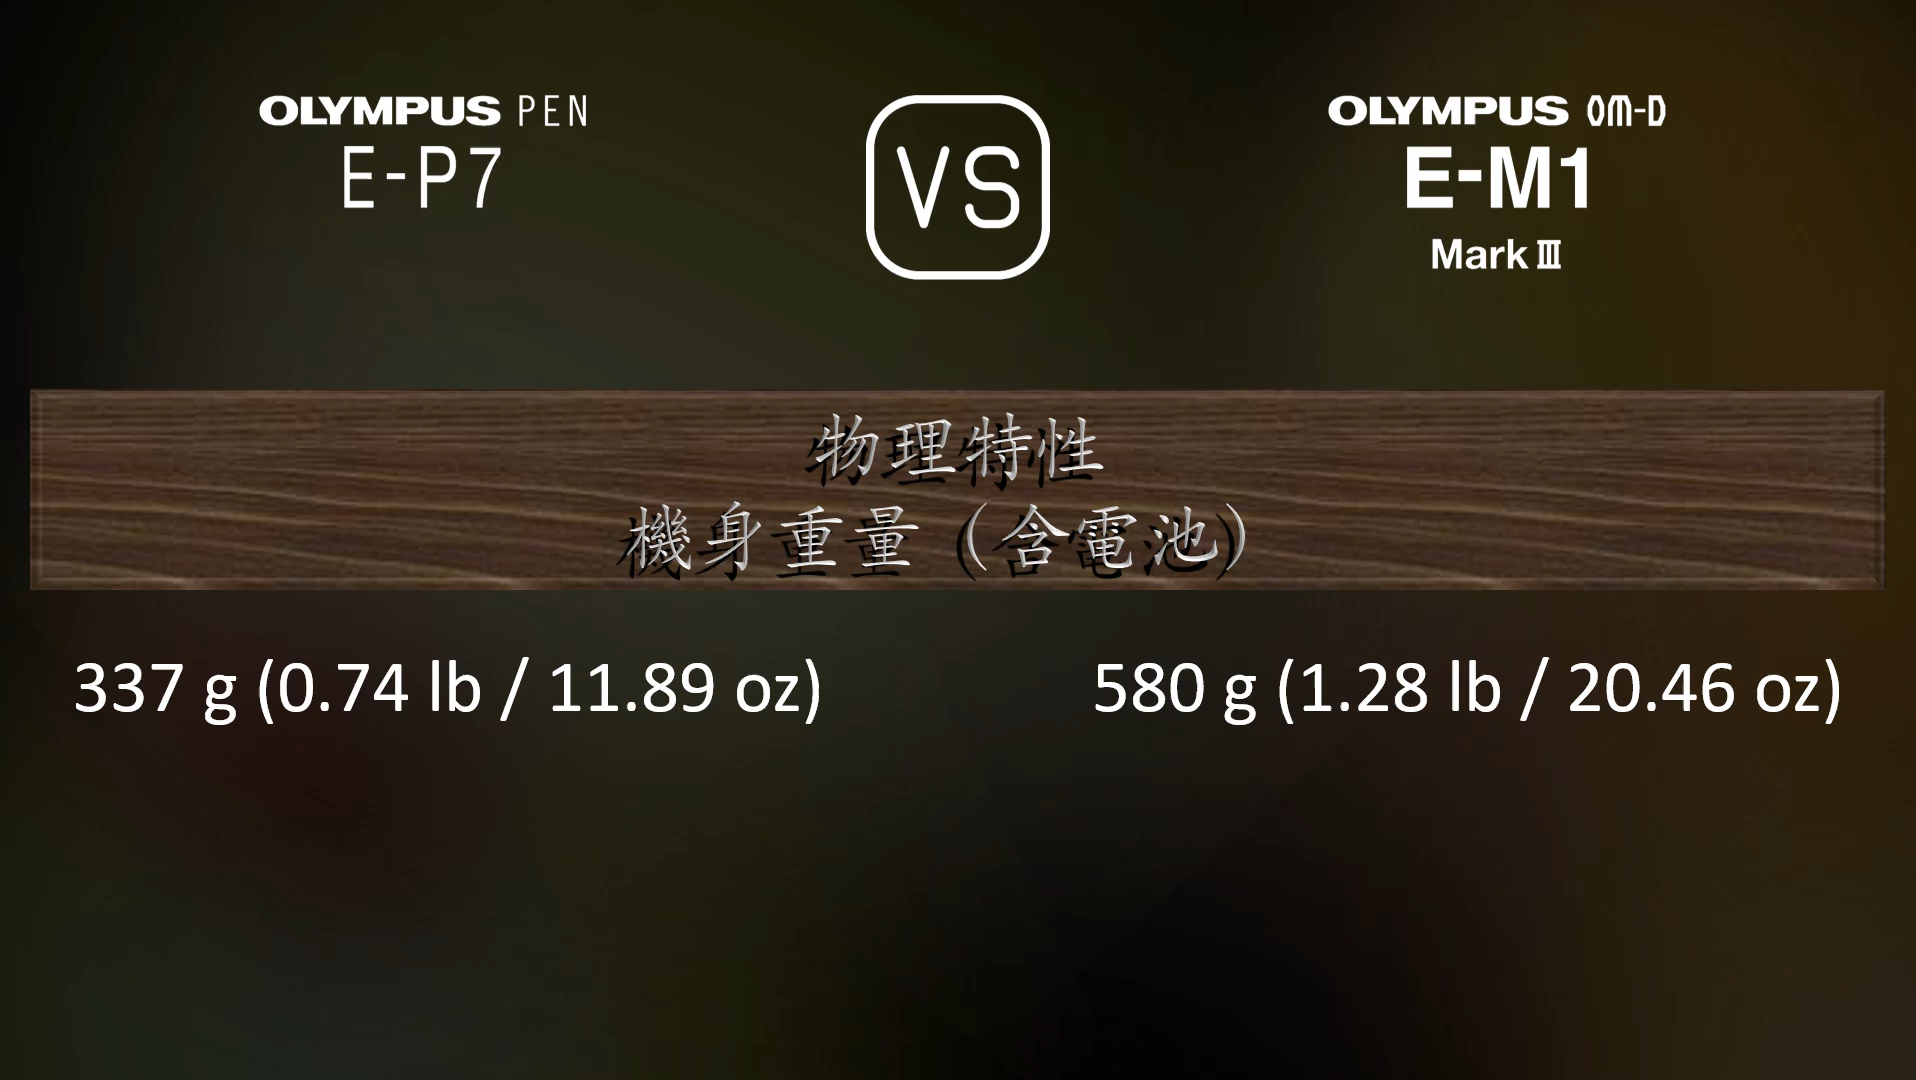 OLYMPUS PEN
E-P7
VS
OLYMPUS OM-D
E-M1
Mark III
物理特性
機身重量（含電池）
337 g (0.74 lb / 11.89 oz)
580 g (1.28 lb / 20.46 oz)